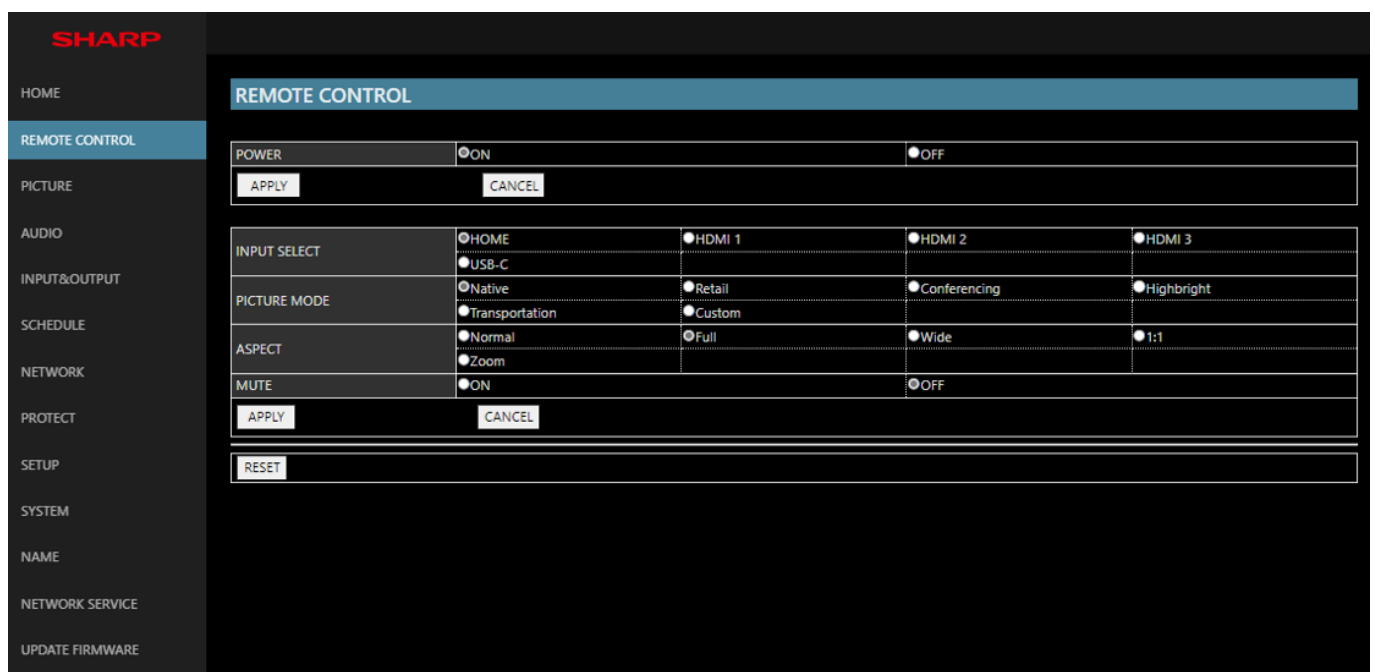 SHARP
HOME
REMOTE CONTROL
PICTURE
AUDIO
INPUT&OUTPUT
SCHEDULE
NETWORK
PROTECT
SETUP
SYSTEM
NAME
NETWORK SERVICE
UPDATE FIRMWARE
REMOTE CONTROL
POWER ON OFF
APPLY CANCEL
INPUT SELECT HOME HDMI 1 HDMI 2 HDMI 3
USB-C
PICTURE MODE Native Retail Conferencing Highbright
Transportation Custom
ASPECT Normal Full Wide 1:1
Zoom
MUTE ON OFF
APPLY CANCEL
RESET